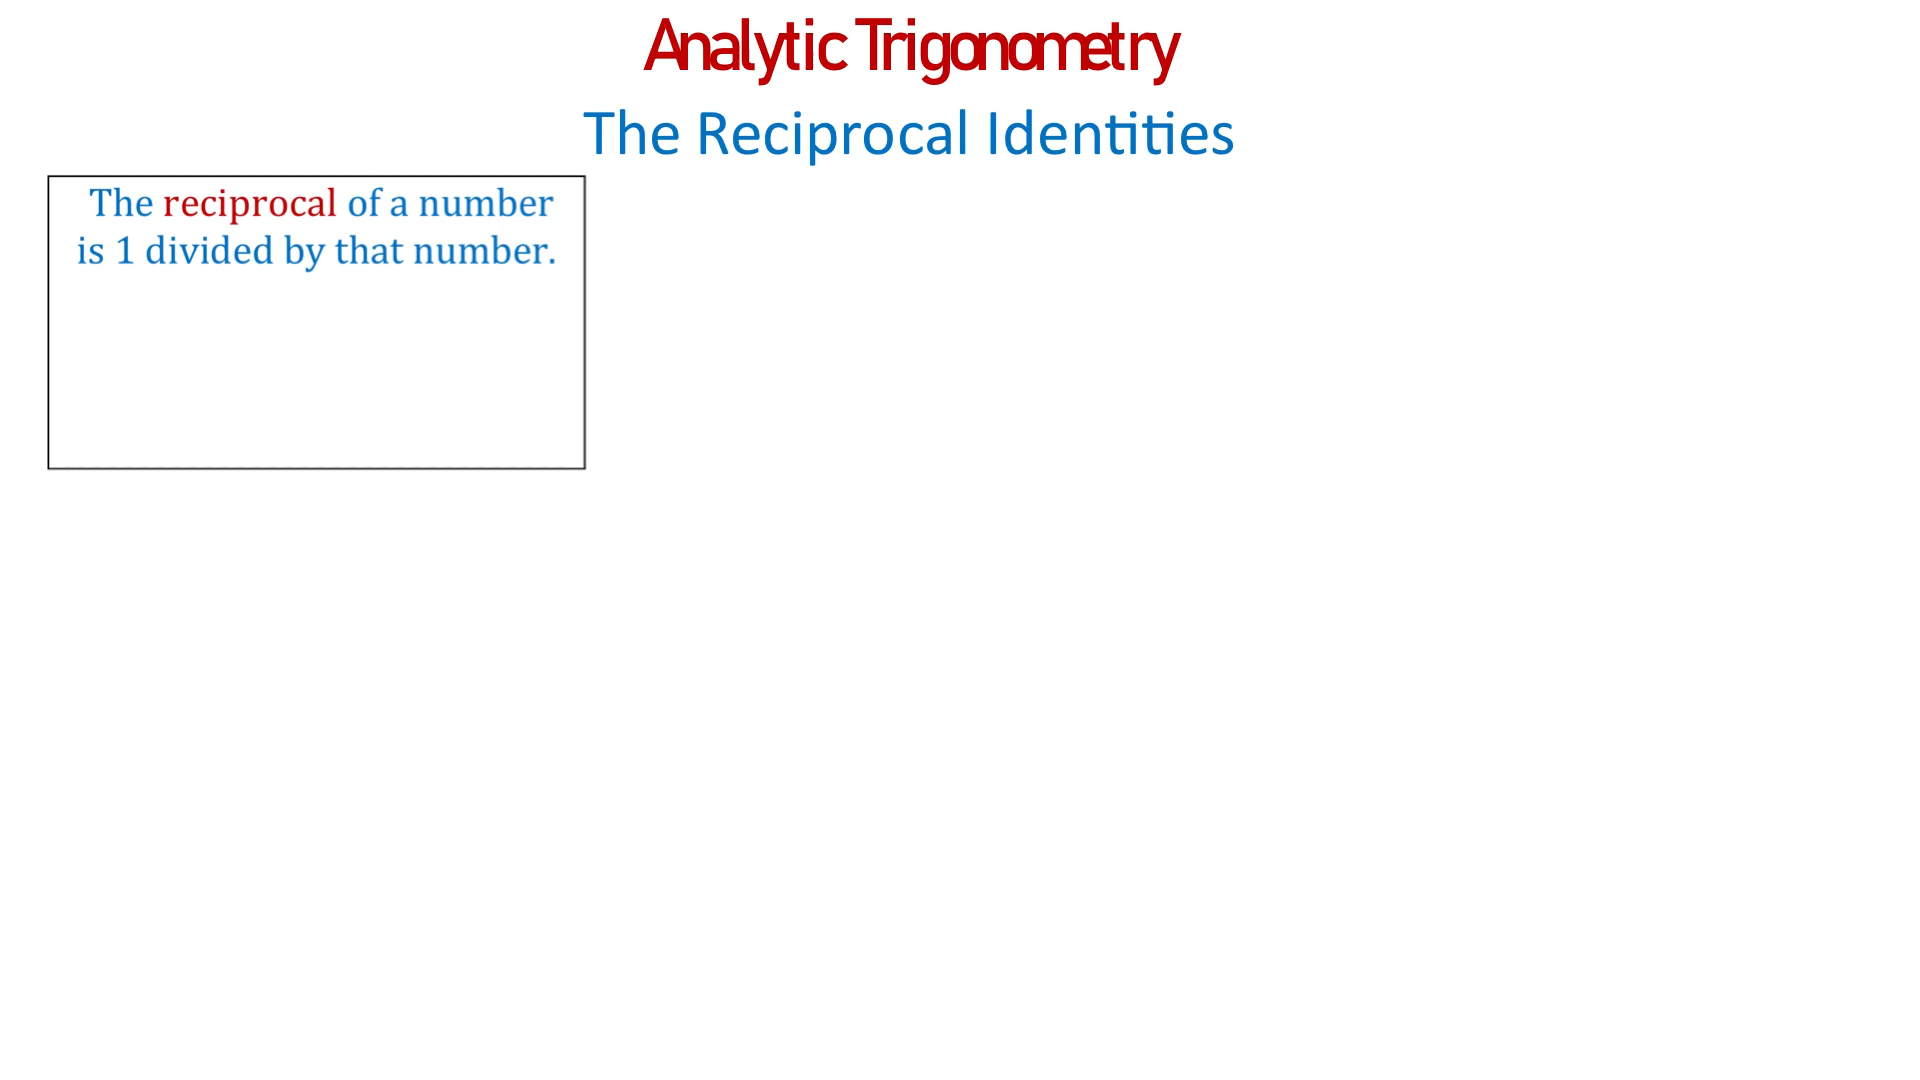 Analytic Trigonometry
The Reciprocal Identities
The reciprocal of a number
is 1 divided by that number.